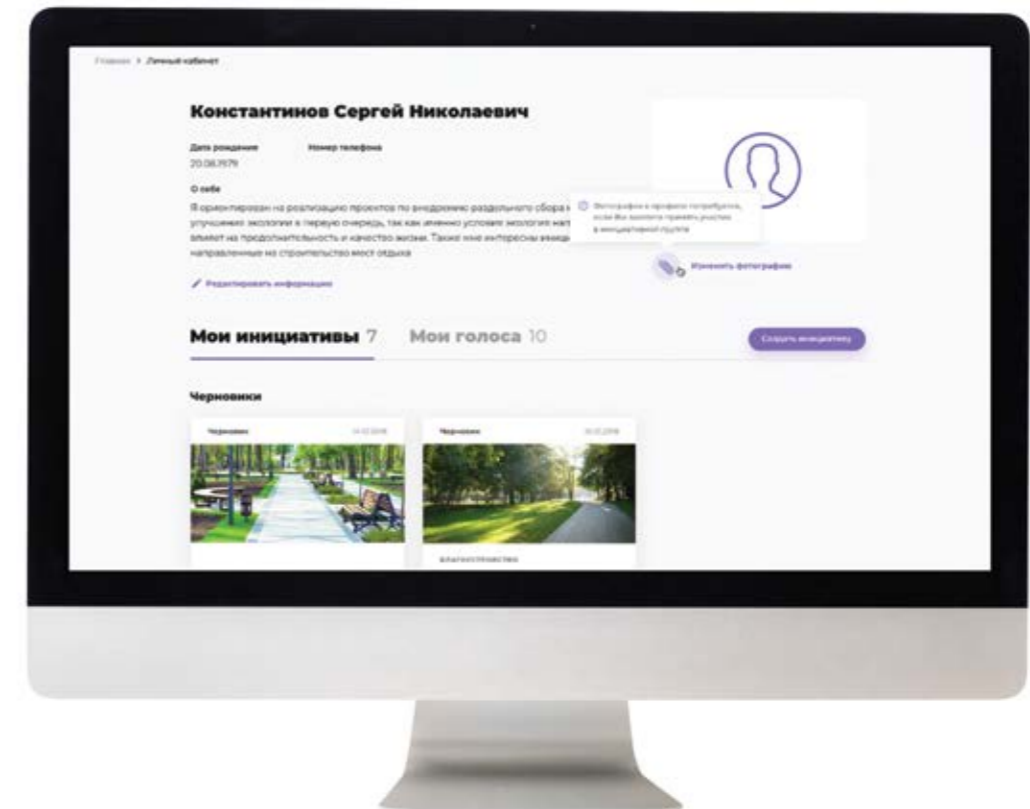 Главная > Личный кабинет
Константинов Сергей Николаевич
Дата рождения Номер телефона
20.08.1979
О себе
Я ориентирован на реализацию проектов по внедрению раздельного сбора
улучшение экологии в первую очередь, так как именно условия экологии
влияет на продолжительность и качество жизни. Также мне интересны
направленные на строительство мест отдыха
Фотография в профиле потребуется,
если Вы захотите принять участие
в инициативной группе
Изменить фотографию
Редактировать информацию
Мои инициативы 7 Мои голоса 10
Создать инициативу
Черновики
Черновик
Черновик
БЛАГОУСТРОЙСТВО